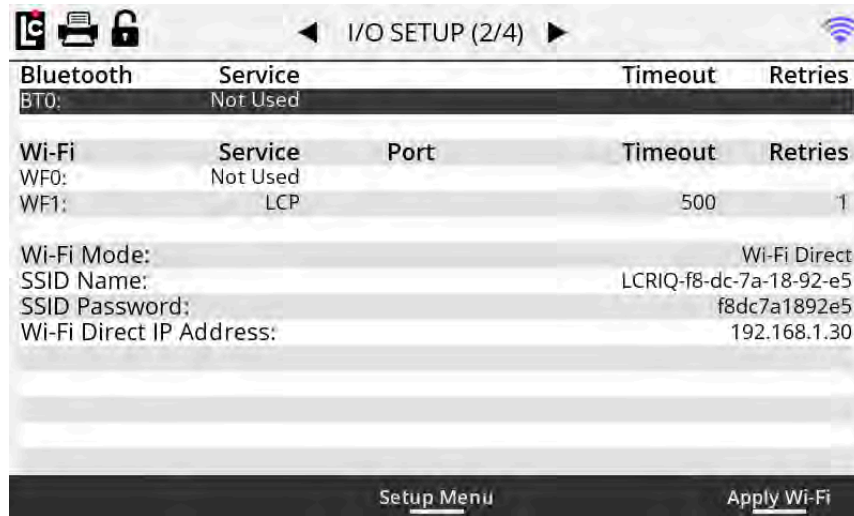 LC
I/O SETUP (2/4)
Bluetooth Service Timeout Retries
BT0: Not Used
Wi-Fi Service Port Timeout Retries
WF0: Not Used
WF1: LCP 500 1
Wi-Fi Mode: Wi-Fi Direct
SSID Name: LCRIQ-f8-dc-7a-18-92-e5
SSID Password: f8dc7a1892e5
Wi-Fi Direct IP Address: 192.168.1.30
Setup Menu Apply Wi-Fi